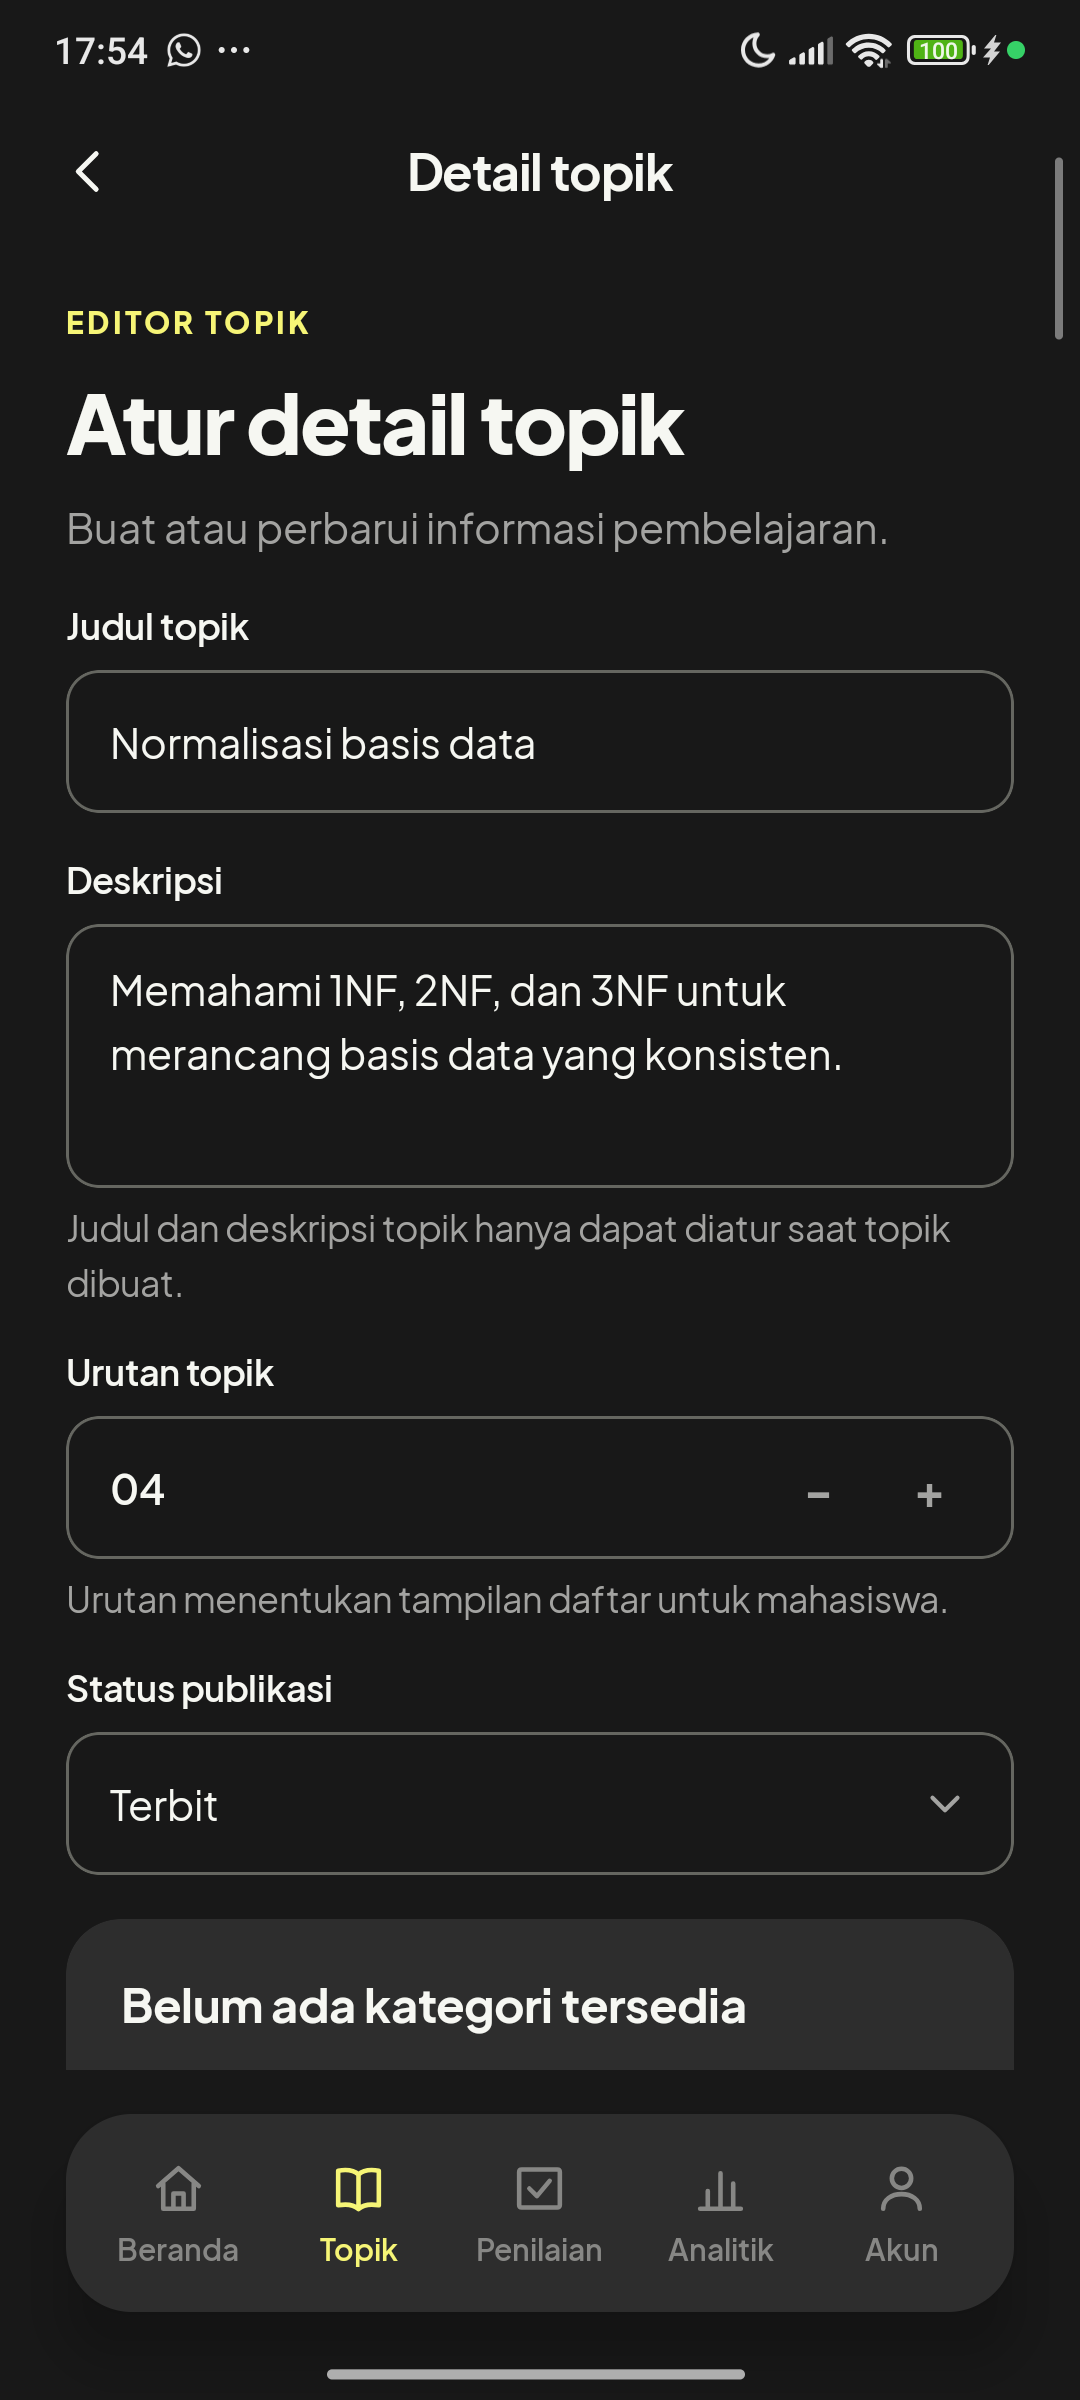 17:54
100
Detail topik
EDITOR TOPIK
Atur detail topik
Buat atau perbarui informasi pembelajaran.
Judul topik
Normalisasi basis data
Deskripsi
Memahami 1NF, 2NF, dan 3NF untuk
merancang basis data yang konsisten.
Judul dan deskripsi topik hanya dapat diatur saat topik
dibuat.
Urutan topik
04 - +
Urutan menentukan tampilan daftar untuk mahasiswa.
Status publikasi
Terbit
Belum ada kategori tersedia
Beranda Topik Penilaian Analitik Akun